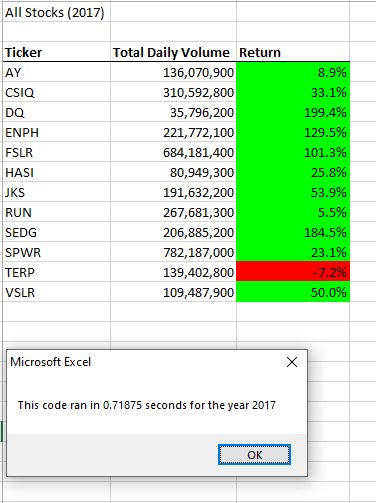 All Stocks (2017)
Ticker Total Daily Volume Return
AY 136,070,900 8.9%
CSIQ 310,592,800 33.1%
DQ 35,796,200 199.4%
ENPH 221,772,100 129.5%
FSLR 684,181,400 101.3%
HASI 80,949,300 25.8%
JKS 191,632,200 53.9%
RUN 267,681,300 5.5%
SEDG 206,885,200 184.5%
SPWR 782,187,000 23.1%
TERP 139,402,800 -7.2%
VSLR 109,487,900 50.0%
Microsoft Excel
This code ran in 0.71875 seconds for the year 2017
OK